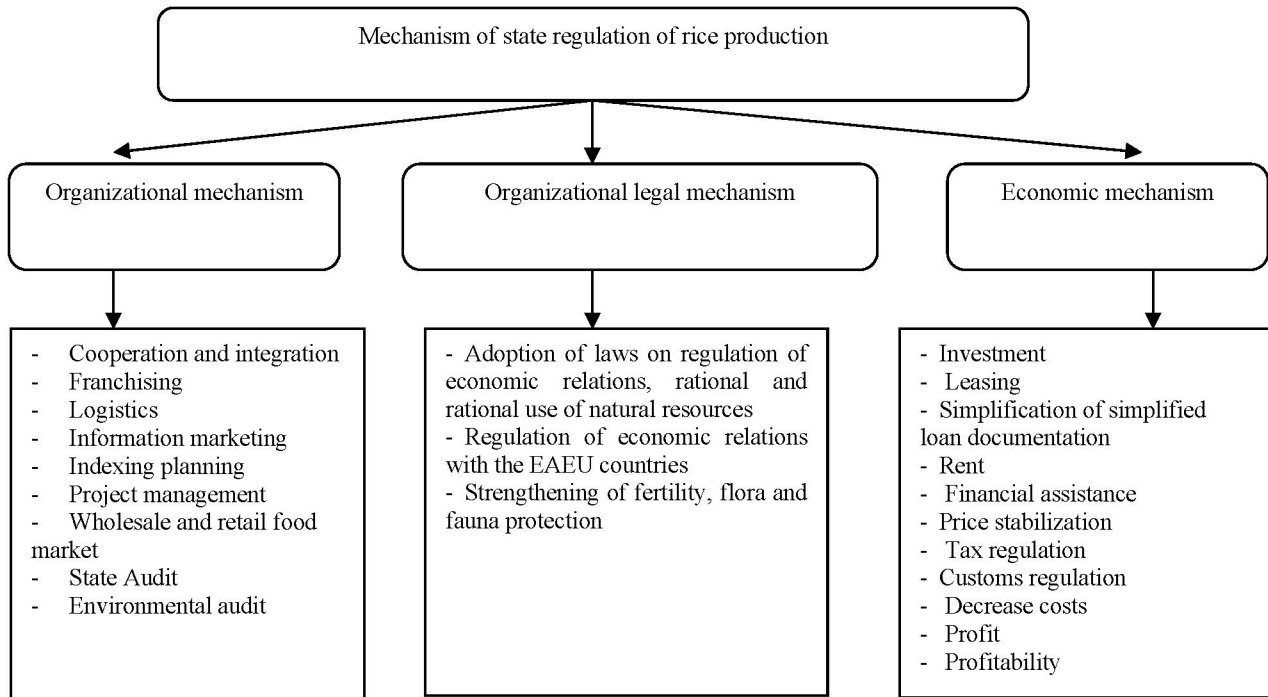 Mechanism of state regulation of rice production
Organizational mechanism
Organizational legal mechanism
Economic mechanism
- Cooperation and integration
- Franchising
- Logistics
- Information marketing
- Indexing planning
- Project management
- Wholesale and retail food
market
- State Audit
- Environmental audit
- Adoption of laws on regulation of
economic relations, rational and
rational use of natural resources
- Regulation of economic relations
with the EAEU countries
- Strengthening of fertility, flora and
fauna protection
- Investment
- Leasing
- Simplification of simplified
loan documentation
- Rent
- Financial assistance
- Price stabilization
- Tax regulation
- Customs regulation
- Decrease costs
- Profit
- Profitability